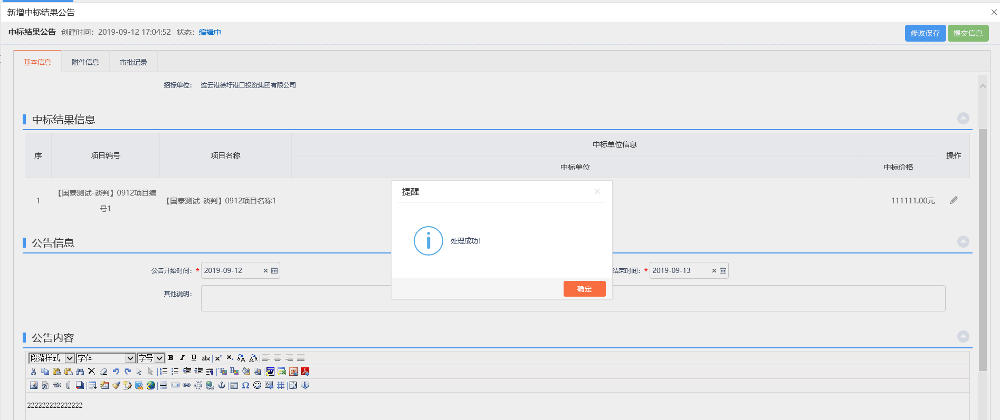 新增中标结果公告
中标结果公告 创建时间：2019-09-12 17:04:52 状态：编辑中
修改保存 提交信息
基本信息 附件信息 审批记录
招标单位： 连云港徐圩港口投资集团有限公司
中标结果信息
序 项目编号 项目名称 中标单位信息 操作
中标单位 中标价格
1 【国泰测试-谈判】0912项目编号1 【国泰测试-谈判】0912项目名称1 111111.00元
提醒
处理成功!
确定
公告信息
公告开始时间：* 2019-09-12
结束时间：* 2019-09-13
其他说明：
公告内容
段落样式 字体 字号
222222222222222